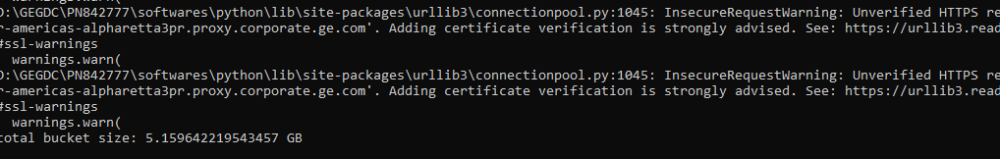 warnings.warn(
D:\GEGDC\PN842777\softwares\python\lib\site-packages\urllib3\connectionpool.py:1045: InsecureRequestWarning: Unverified HTTPS re
r-americas-alpharetta3pr.proxy.corporate.ge.com'. Adding certificate verification is strongly advised. See: https://urllib3.read
#ssl-warnings
warnings.warn(
D:\GEGDC\PN842777\softwares\python\lib\site-packages\urllib3\connectionpool.py:1045: InsecureRequestWarning: Unverified HTTPS re
r-americas-alpharetta3pr.proxy.corporate.ge.com'. Adding certificate verification is strongly advised. See: https://urllib3.read
#ssl-warnings
warnings.warn(
total bucket size: 5.159642219543457 GB